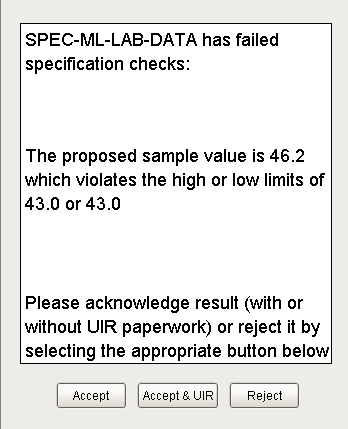 SPEC-ML-LAB-DATA has failed
specification checks:
The proposed sample value is 46.2
which violates the high or low limits of
43.0 or 43.0
Please acknowledge result (with or
without UIR paperwork) or reject it by
selecting the appropriate button below
Accept
Accept & UIR
Reject